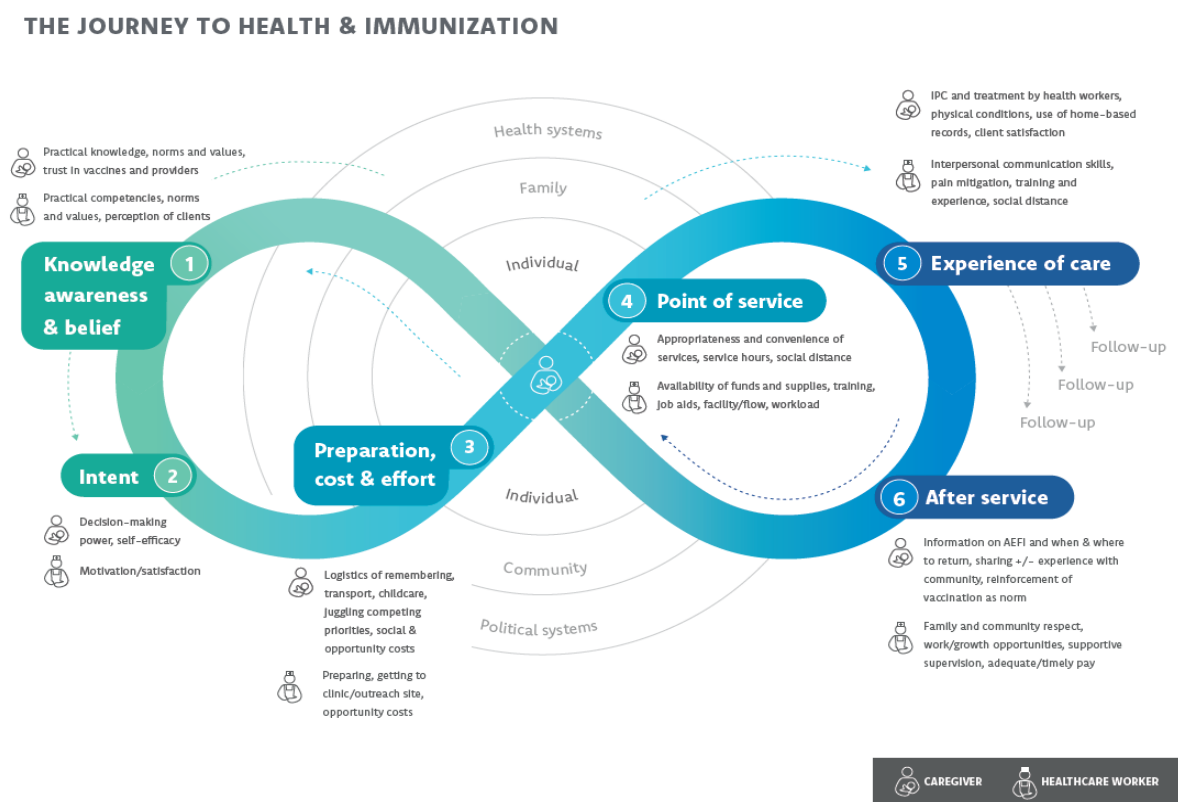 THE JOURNEY TO HEALTH & IMMUNIZATION
Health systems
Family
Individual
Practical knowledge, norms and values,
trust in vaccines and providers
Practical competencies, norms
and values, perception of clients
1
Knowledge
awareness
& belief
2
Intent
Decision-making
power, self-efficacy
Motivation/satisfaction
3
Preparation,
cost & effort
Logistics of remembering,
transport, childcare,
juggling competing
priorities, social &
opportunity costs
Preparing, getting to
clinic/outreach site,
opportunity costs
4
Point of service
Appropriateness and convenience of
services, service hours, social distance
Availability of funds and supplies, training,
job aids, facility/flow, workload
Individual
Community
Political systems
IPC and treatment by health workers,
physical conditions, use of home-based
records, client satisfaction
Interpersonal communication skills,
pain mitigation, training and
experience, social distance
5
Experience of care
Follow-up
Follow-up
Follow-up
6
After service
Information on AEFI and when & where
to return, sharing +/- experience with
community, reinforcement of
vaccination as norm
Family and community respect,
work/growth opportunities, supportive
supervision, adequate/timely pay
CAREGIVER
HEALTHCARE WORKER